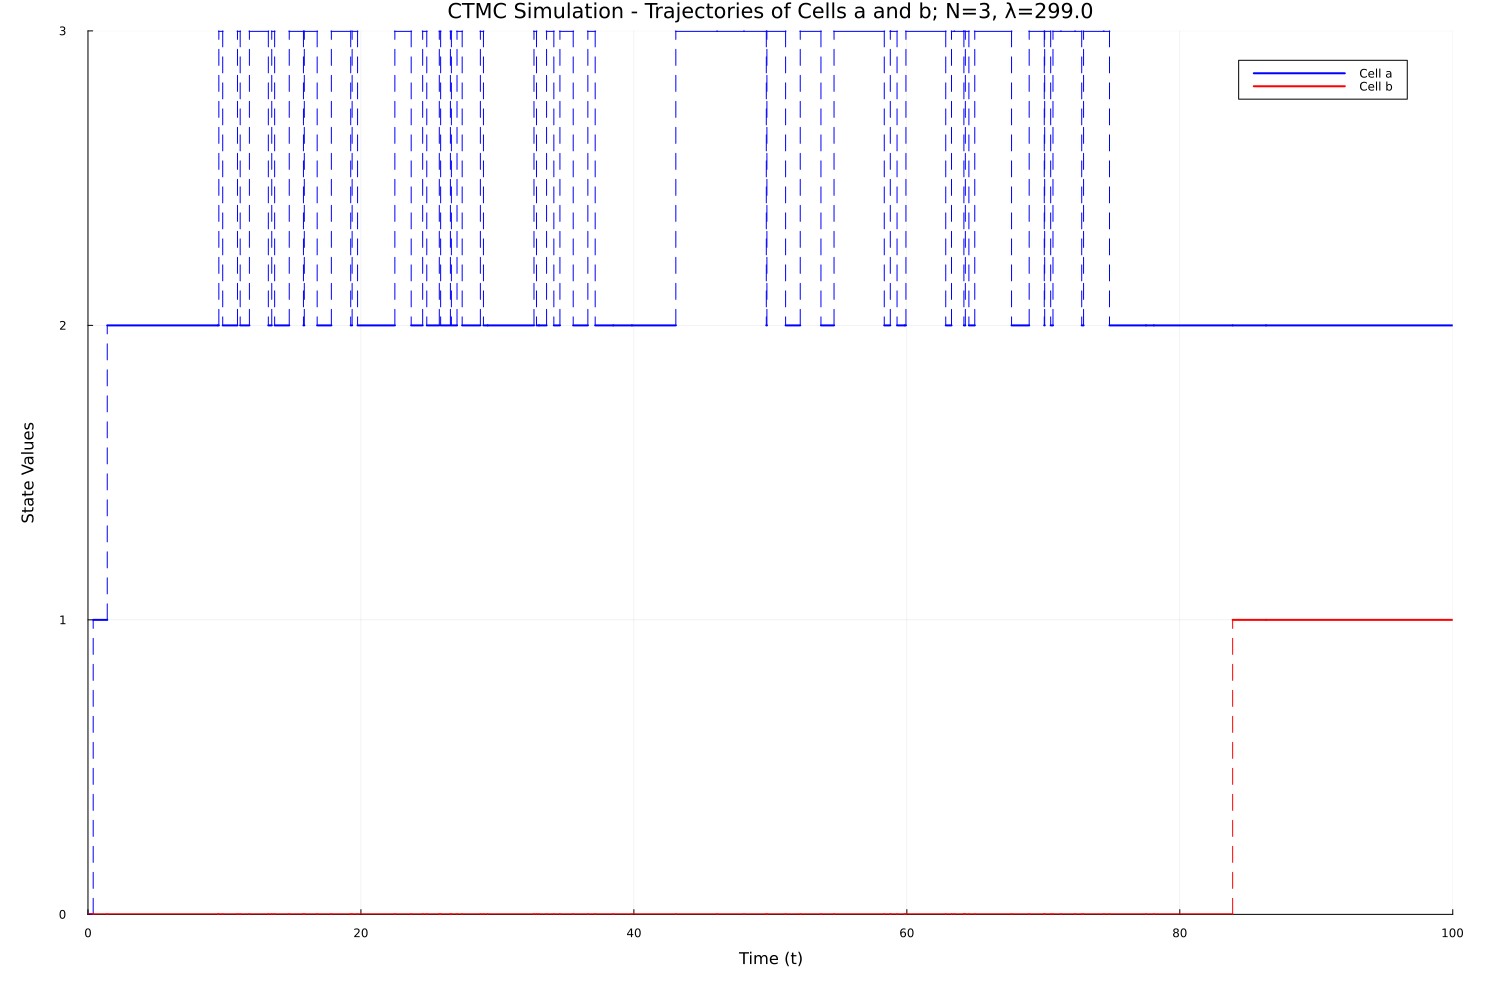 CTMC Simulation - Trajectories of Cells a and b; N=3, λ=299.0
Cell a
Cell b
State Values
3
2
1
0
0 20 40 60 80 100
Time (t)